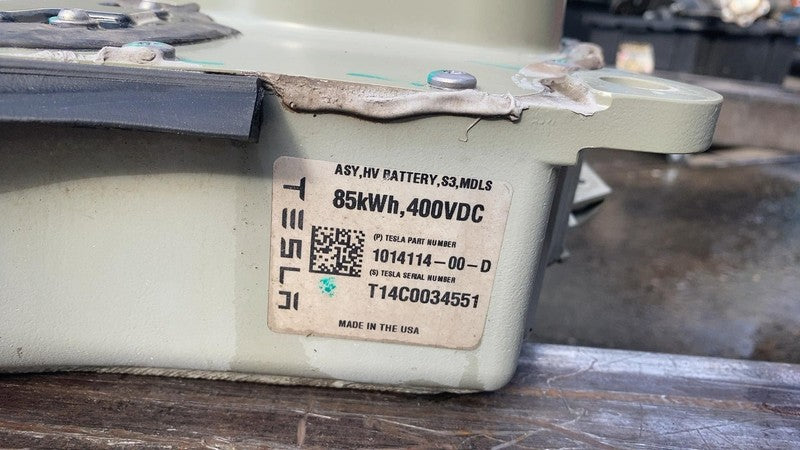 TESLA
ASY,HV BATTERY,S3,MDLS
85kWh,400VDC
(P) TESLA PART NUMBER
1014114-00-D
(S) TESLA SERIAL NUMBER
T14C0034551
MADE IN THE USA